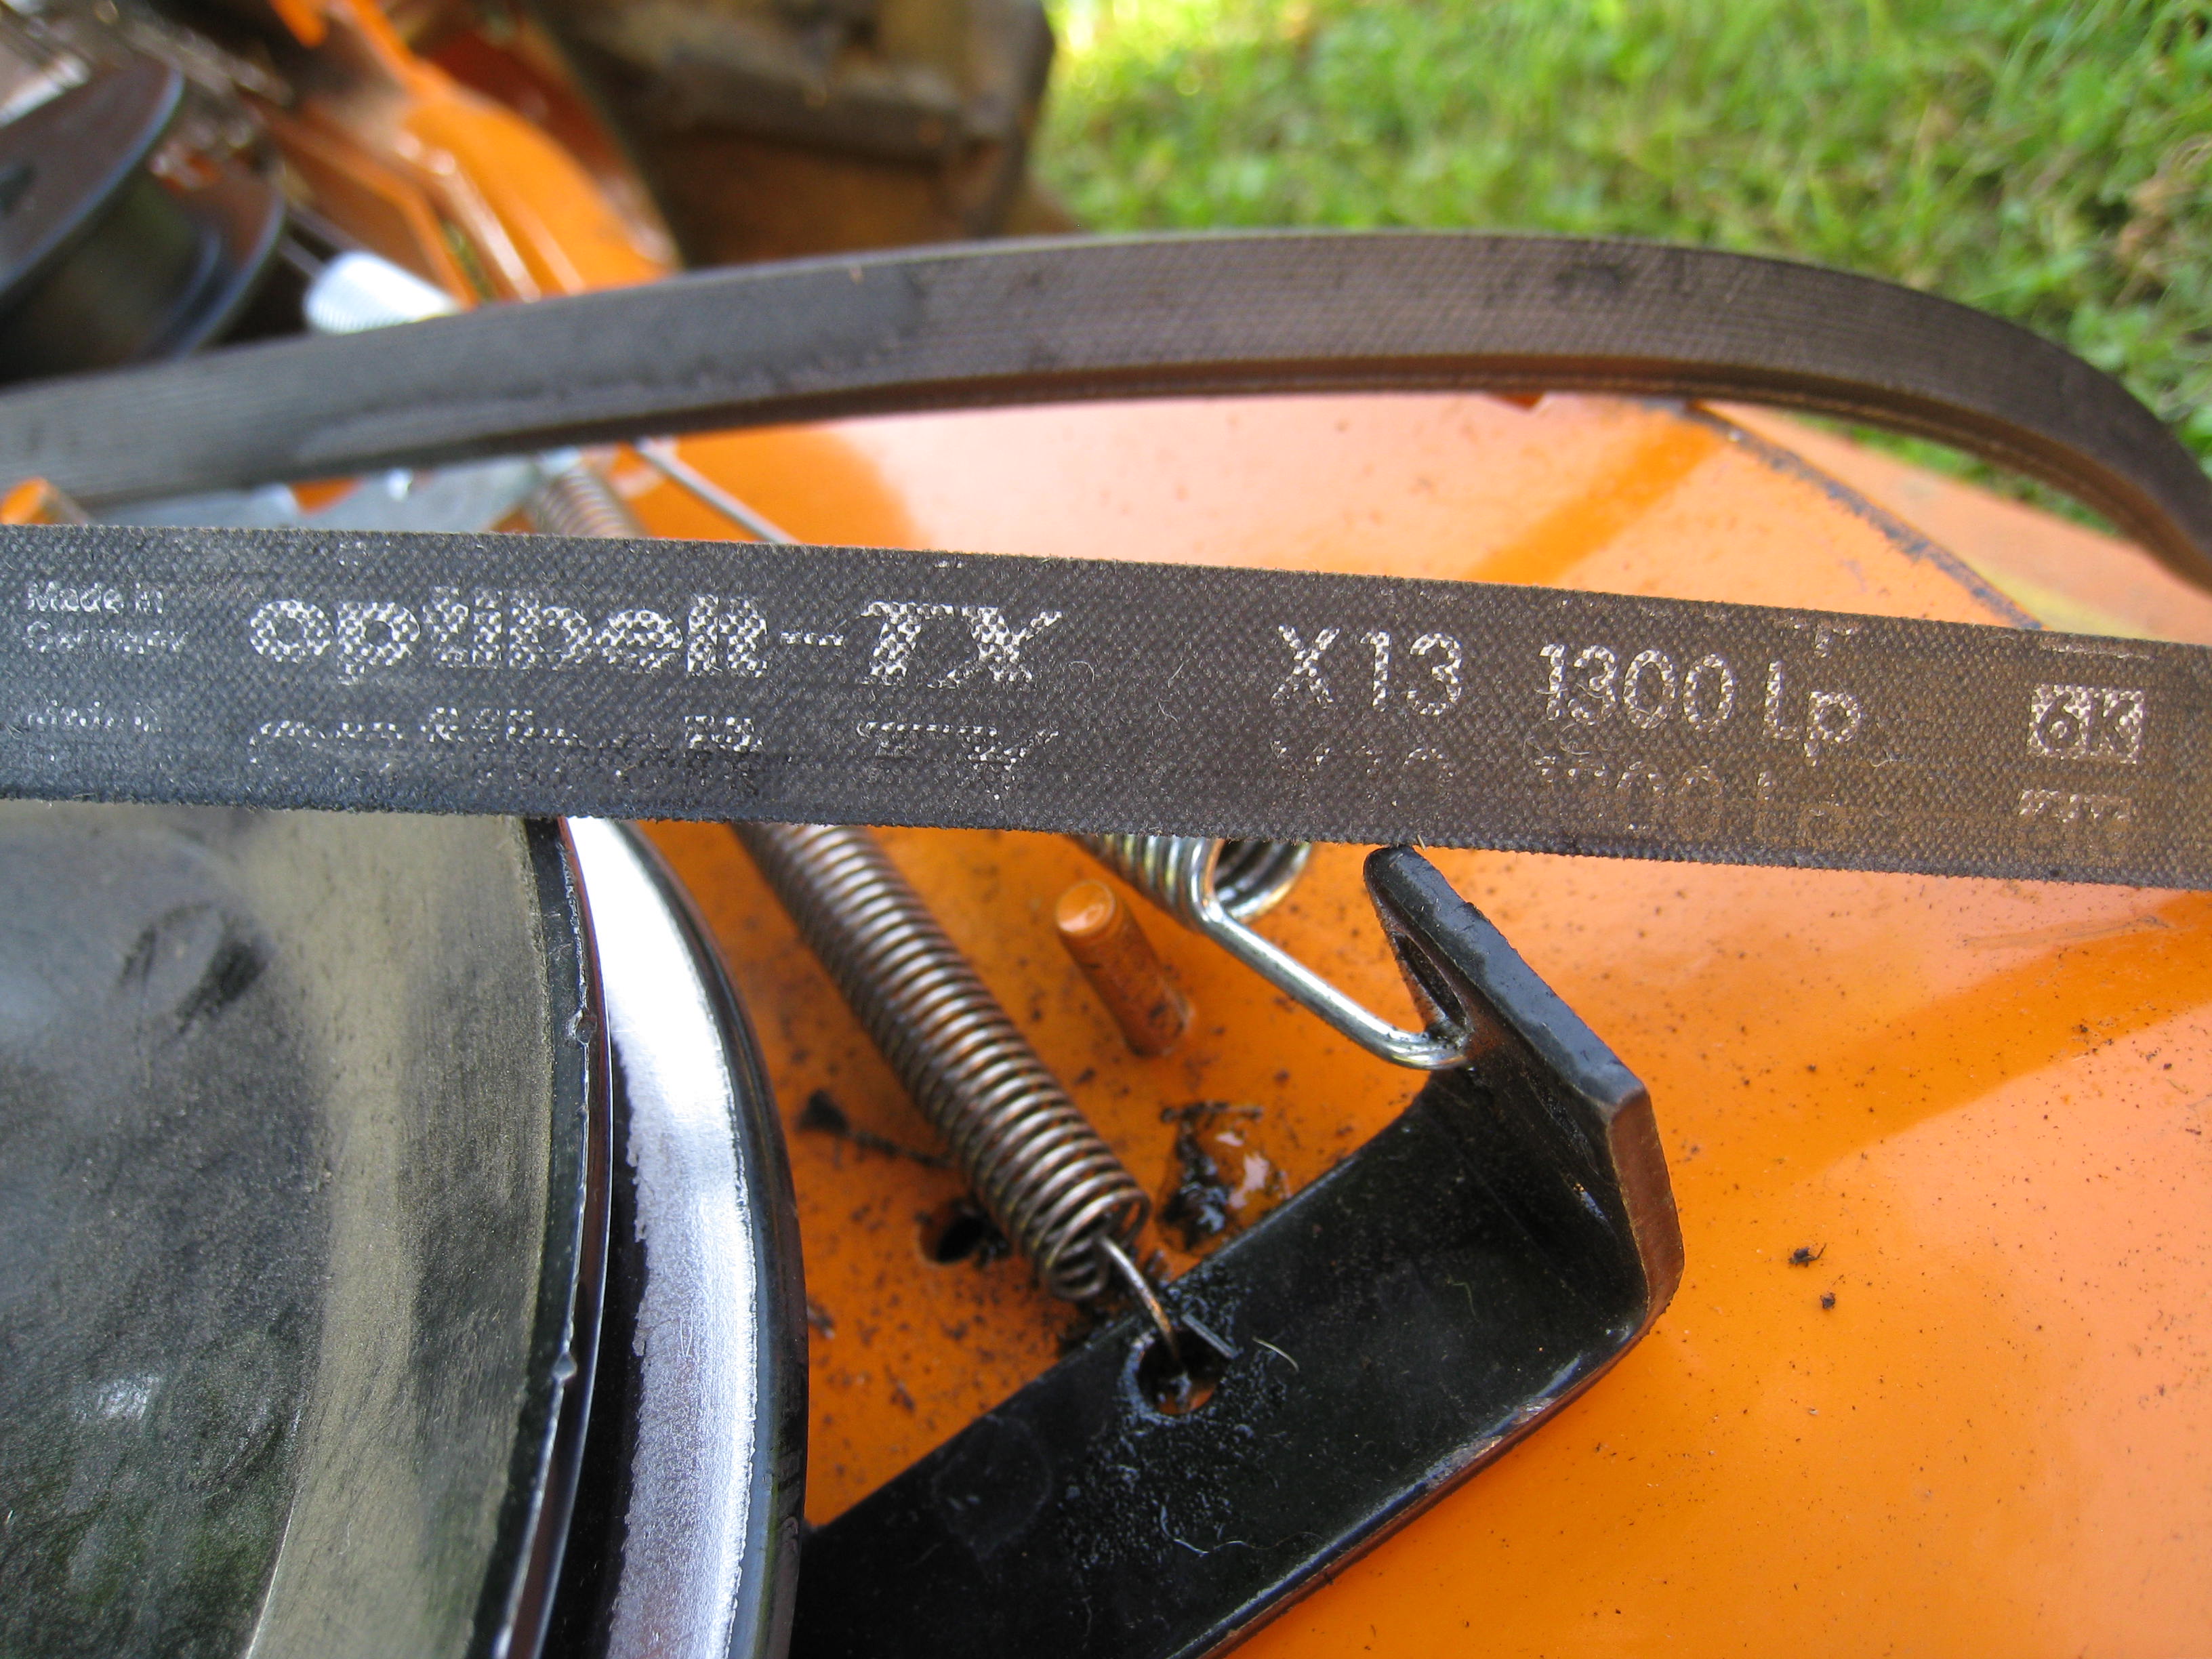 Made in
Germany
optibelt-TX X13 1300 Lp 6K